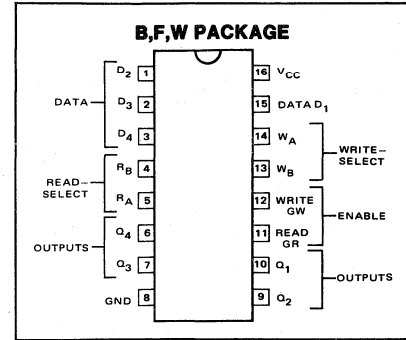 B,F,W PACKAGE
D2 1
16 VCC
DATA
D3 2
15 DATA D1
D4 3
14 WA
WRITE-
SELECT
RB 4
13 WB
READ-
SELECT
RA 5
12 WRITE
GW
ENABLE
Q4 6
11 READ
GR
OUTPUTS
Q3 7
10 Q1
OUTPUTS
GND 8
9 Q2